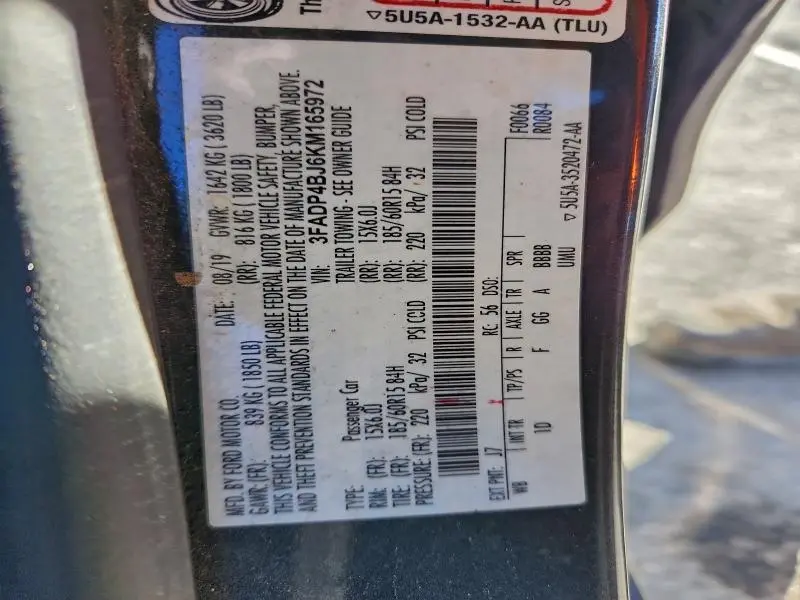 Th
▽5U5A-1532-AA (TLU)
MFD. BY FORD MOTOR CO.
DATE: 08/19 GVWR: 1642 KG ( 3620 LB)
GAWR: (FR): 839 KG ( 1850 LB) (RR): 816 KG ( 1800 LB)
THIS VEHICLE CONFORMS TO ALL APPLICABLE FEDERAL MOTOR VEHICLE SAFETY, BUMPER,
AND THEFT PREVENTION STANDARDS IN EFFECT ON THE DATE OF MANUFACTURE SHOWN ABOVE.
VIN: 3FADP4BJ6KM165972
TYPE: Passenger Car TRAILER TOWING - SEE OWNER GUIDE
RIM: (FR): 15X6.0J (RR): 15X6.0J
TIRE: (FR): 185/60R15 84H (RR): 185/60R15 84H
PRESSURE: (FR): 220 kPa/ 32 PSI COLD (RR): 220 kPa/ 32 PSI COLD
F0066
EXT PNT: J7 RC: 56 DSO: R0084
WB INT TR TP/PS R AXLE TR SPR
1D F GG A BBBB
UMU ▽5U5A-3520472-AA